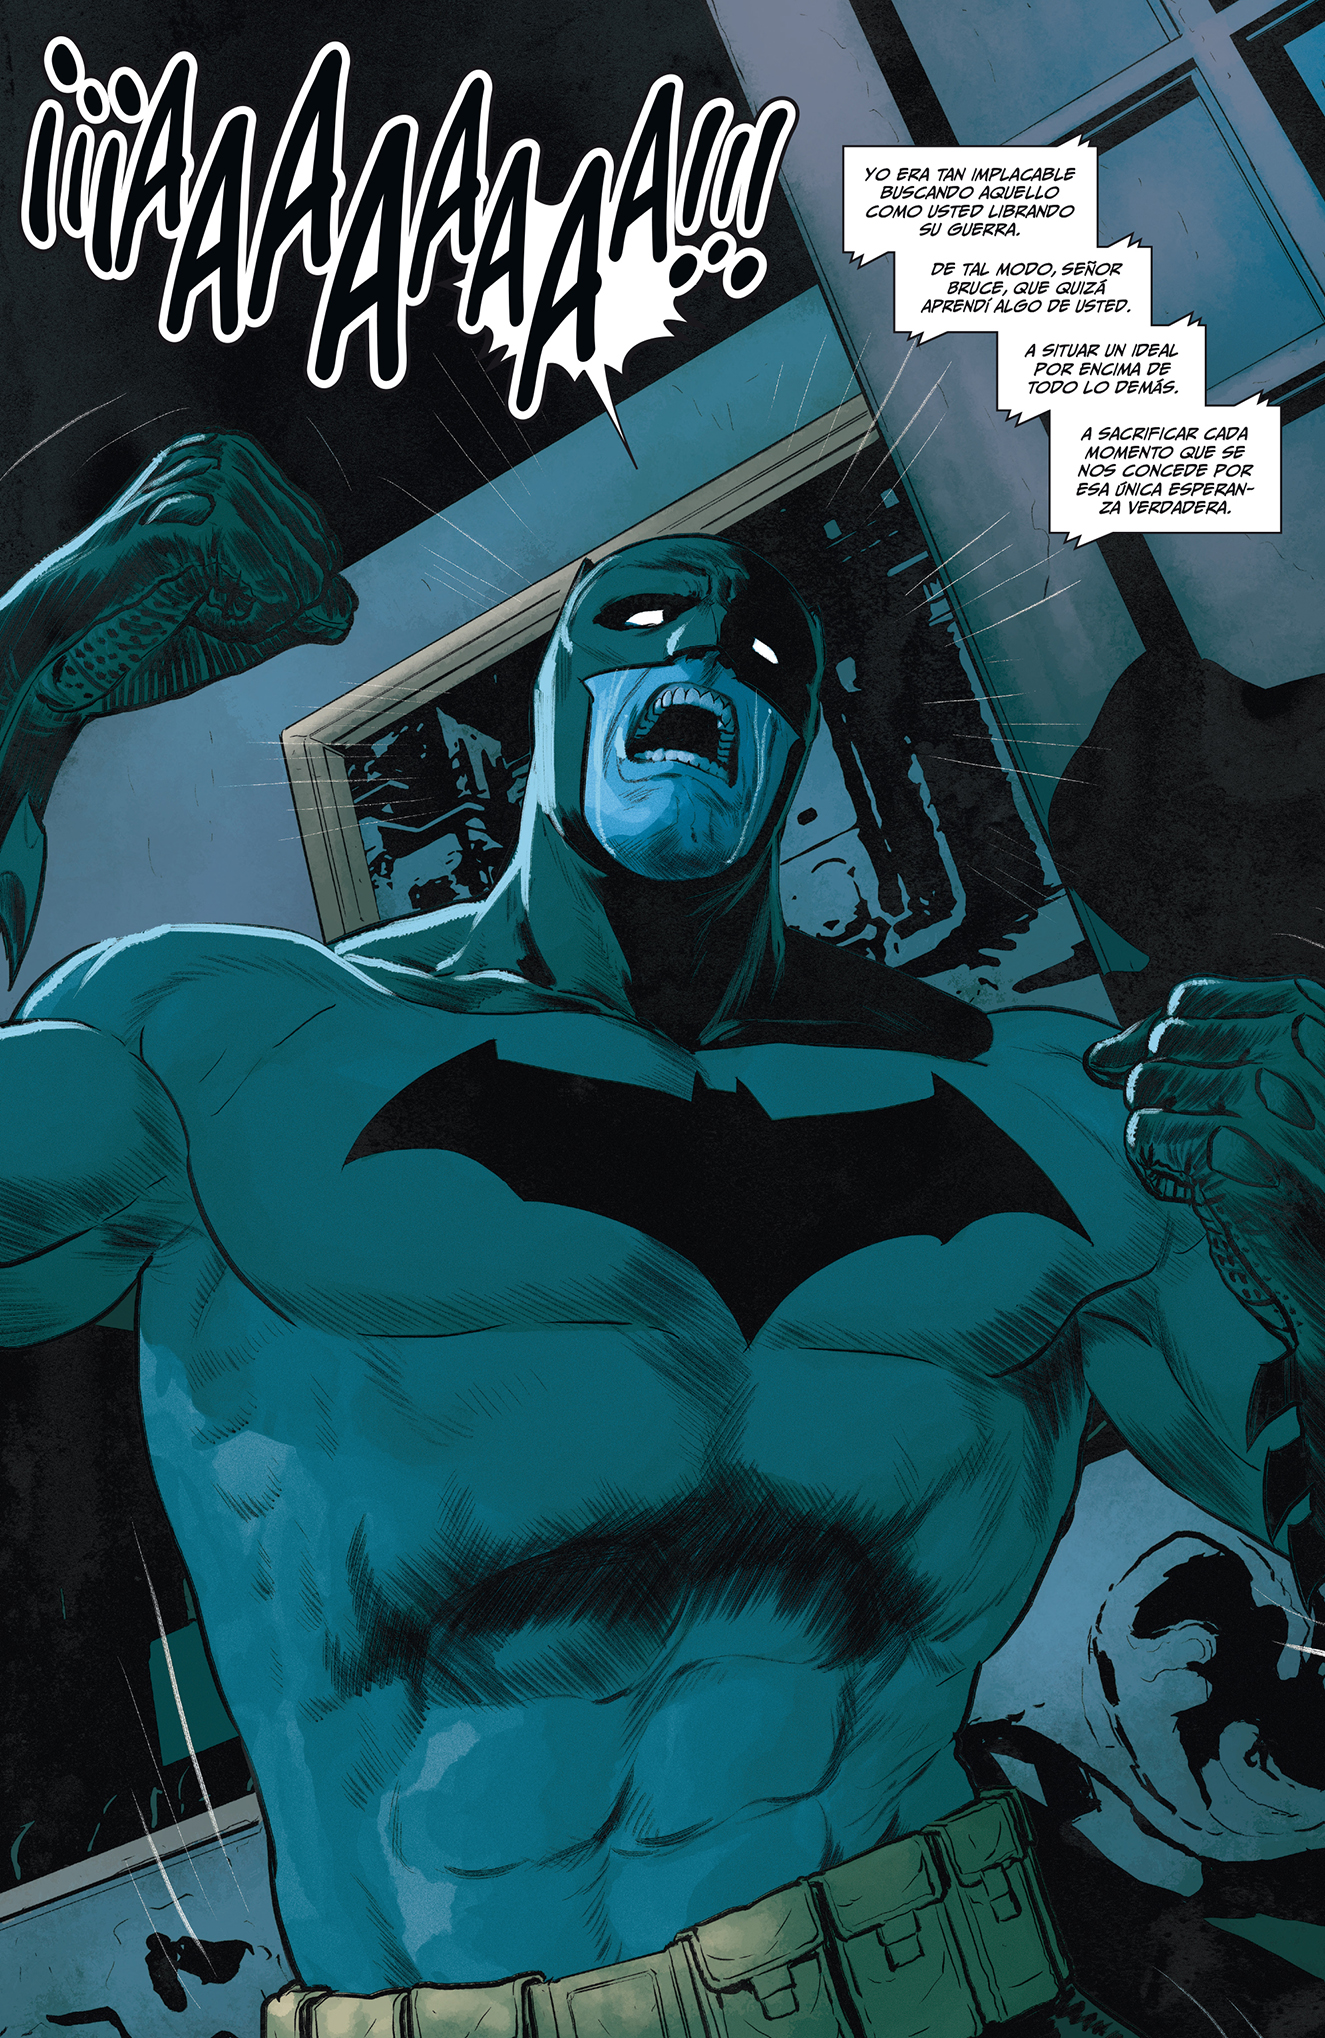 ¡¡¡AAAAAAAAA!!!
YO ERA TAN IMPLACABLE
BUSCANDO AQUELLO
COMO USTED LIBRANDO
SU GUERRA.
DE TAL MODO, SEÑOR
BRUCE, QUE QUIZÁ
APRENDÍ ALGO DE USTED.
A SITUAR UN IDEAL
POR ENCIMA DE
TODO LO DEMÁS.
A SACRIFICAR CADA
MOMENTO QUE SE
NOS CONCEDE POR
ESA ÚNICA ESPERAN-
ZA VERDADERA.